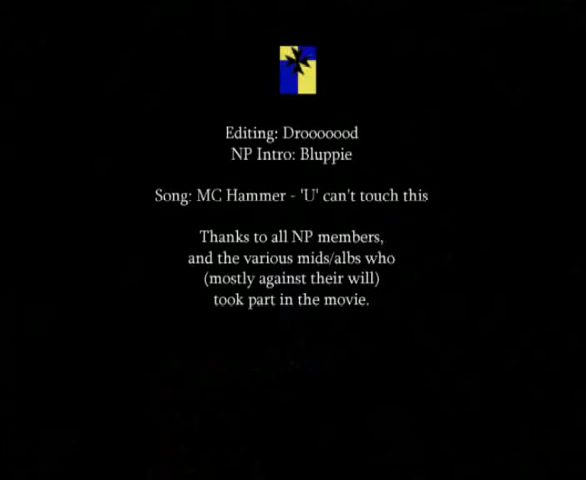 Editing: Drooooood
NP Intro: Bluppie
Song: MC Hammer - 'U' can't touch this
Thanks to all NP members,
and the various mids/albs who
(mostly against their will)
took part in the movie.